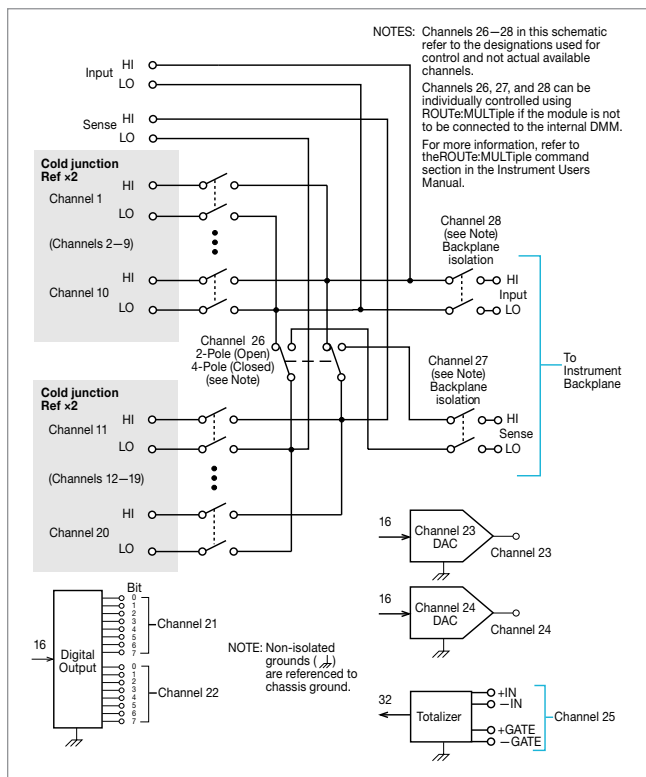 NOTES: Channels 26—28 in this schematic
refer to the designations used for
control and not actual available
channels.
Channels 26, 27, and 28 can be
individually controlled using
ROUTe:MULTiple if the module is not
to be connected to the internal DMM.
For more information, refer to
theROUTe:MULTiple command
section in the Instrument Users
Manual.
Input HI
LO
Sense HI
LO
Cold junction
Ref ×2
HI
Channel 1
LO
(Channels 2—9)
HI
Channel 10
LO
Channel 28
(see Note)
Backplane
isolation
HI
Input
LO
Channel 26
2-Pole (Open)
4-Pole (Closed)
(see Note)
Channel 27
(see Note)
Backplane
isolation
HI
Sense
LO
To
Instrument
Backplane
Cold junction
Ref ×2
HI
Channel 11
LO
(Channels 12—19)
HI
Channel 20
LO
16
Channel 23
DAC
Channel 23
16
Channel 24
DAC
Channel 24
Bit
0
1
2
3
4
5
6
7
Channel 21
16
Digital
Output
0
1
2
3
4
5
6
7
Channel 22
NOTE: Non-isolated
grounds ( )
are referenced to
chassis ground.
32
Totalizer
+IN
—IN
+GATE
—GATE
Channel 25